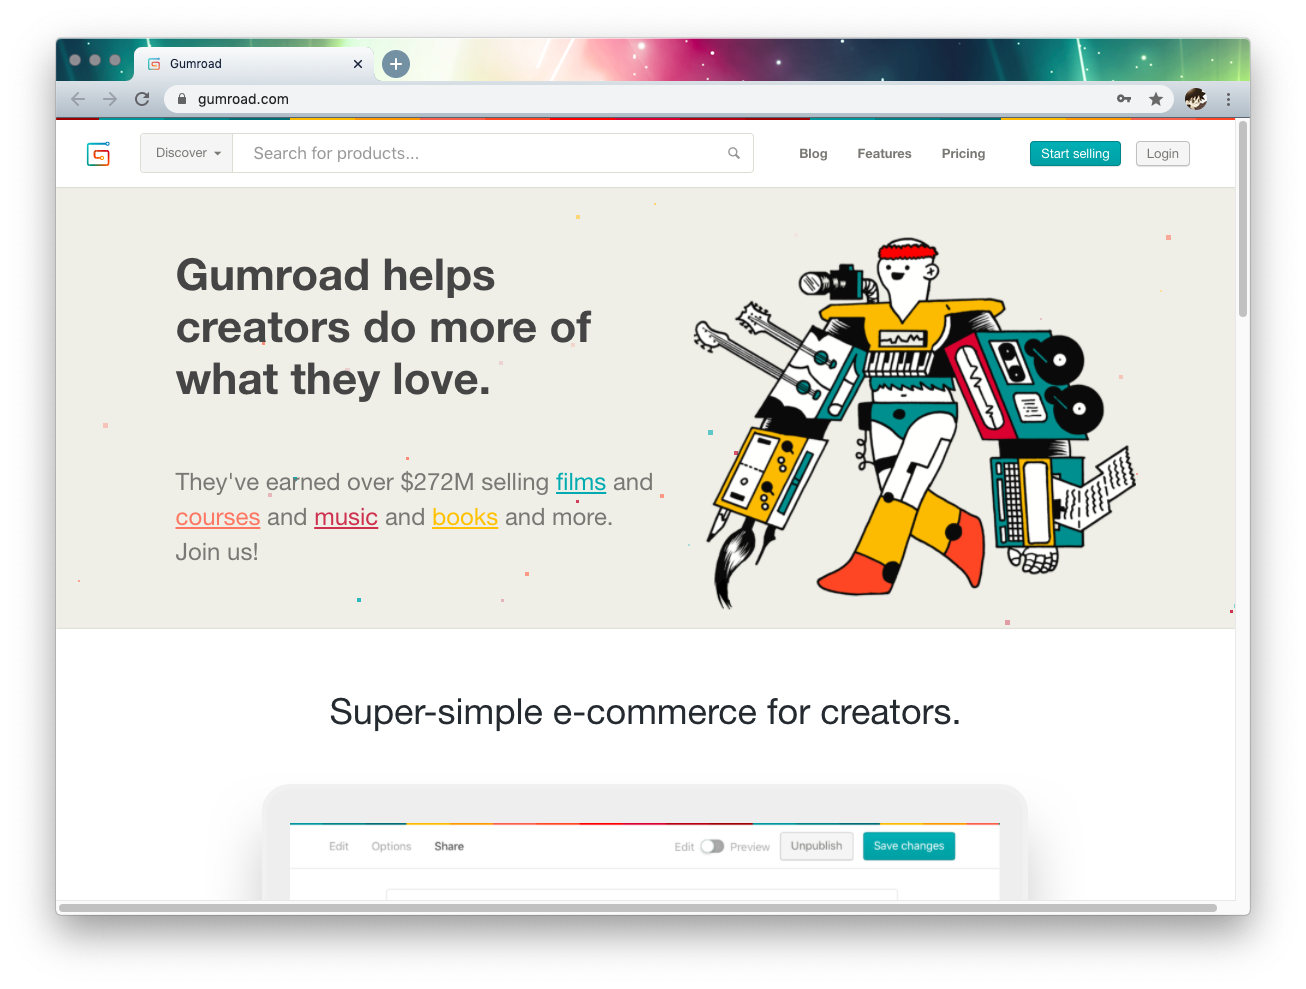 Gumroad
gumroad.com
Discover
Search for products...
Blog
Features
Pricing
Start selling
Login
Gumroad helps
creators do more of
what they love.
They've earned over $272M selling films and
courses and music and books and more.
Join us!
Super-simple e-commerce for creators.
Edit
Options
Share
Edit
Preview
Unpublish
Save changes